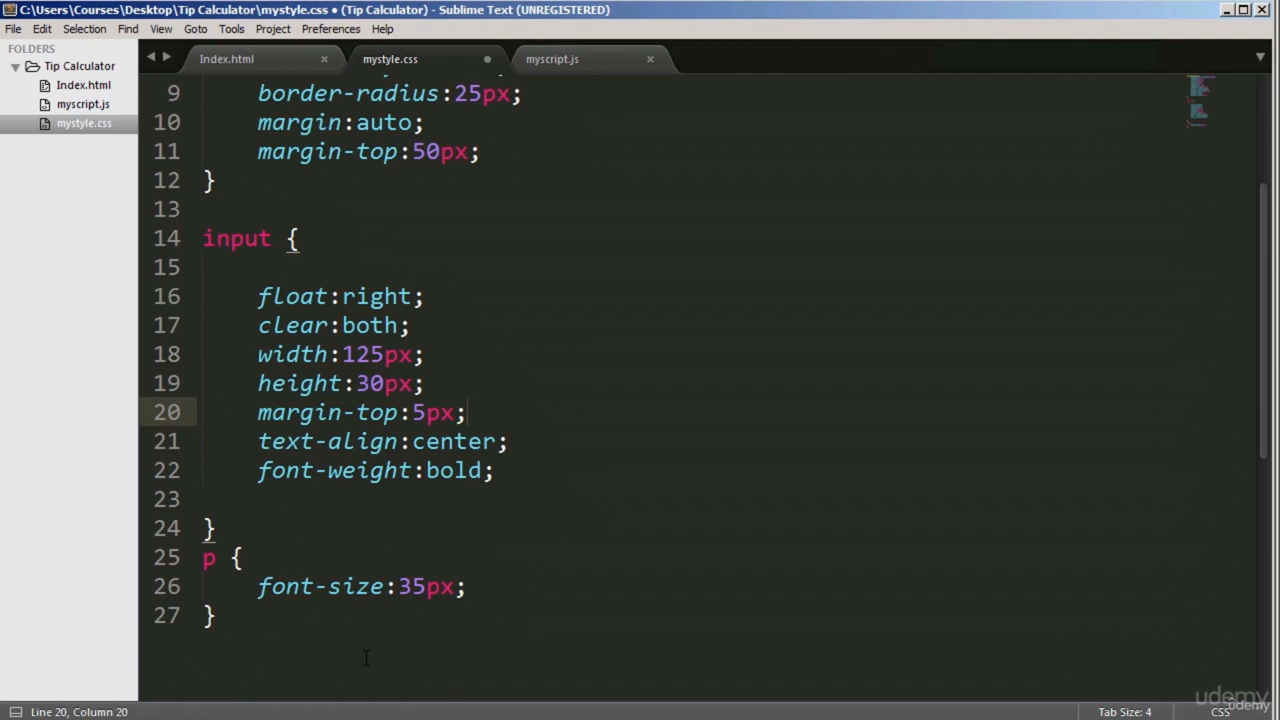 C:\Users\Courses\Desktop\Tip Calculator\mystyle.css • (Tip Calculator) - Sublime Text (UNREGISTERED)
File Edit Selection Find View Goto Tools Project Preferences Help
FOLDERS
Tip Calculator
Index.html
myscript.js
mystyle.css
Index.html mystyle.css myscript.js
9 border-radius:25px;
10 margin:auto;
11 margin-top:50px;
12 }
13
14 input {
15
16 float:right;
17 clear:both;
18 width:125px;
19 height:30px;
20 margin-top:5px;
21 text-align:center;
22 font-weight:bold;
23
24 }
25 p {
26 font-size:35px;
27 }
Line 20, Column 20 Tab Size: 4 CSS
udemy
udemy